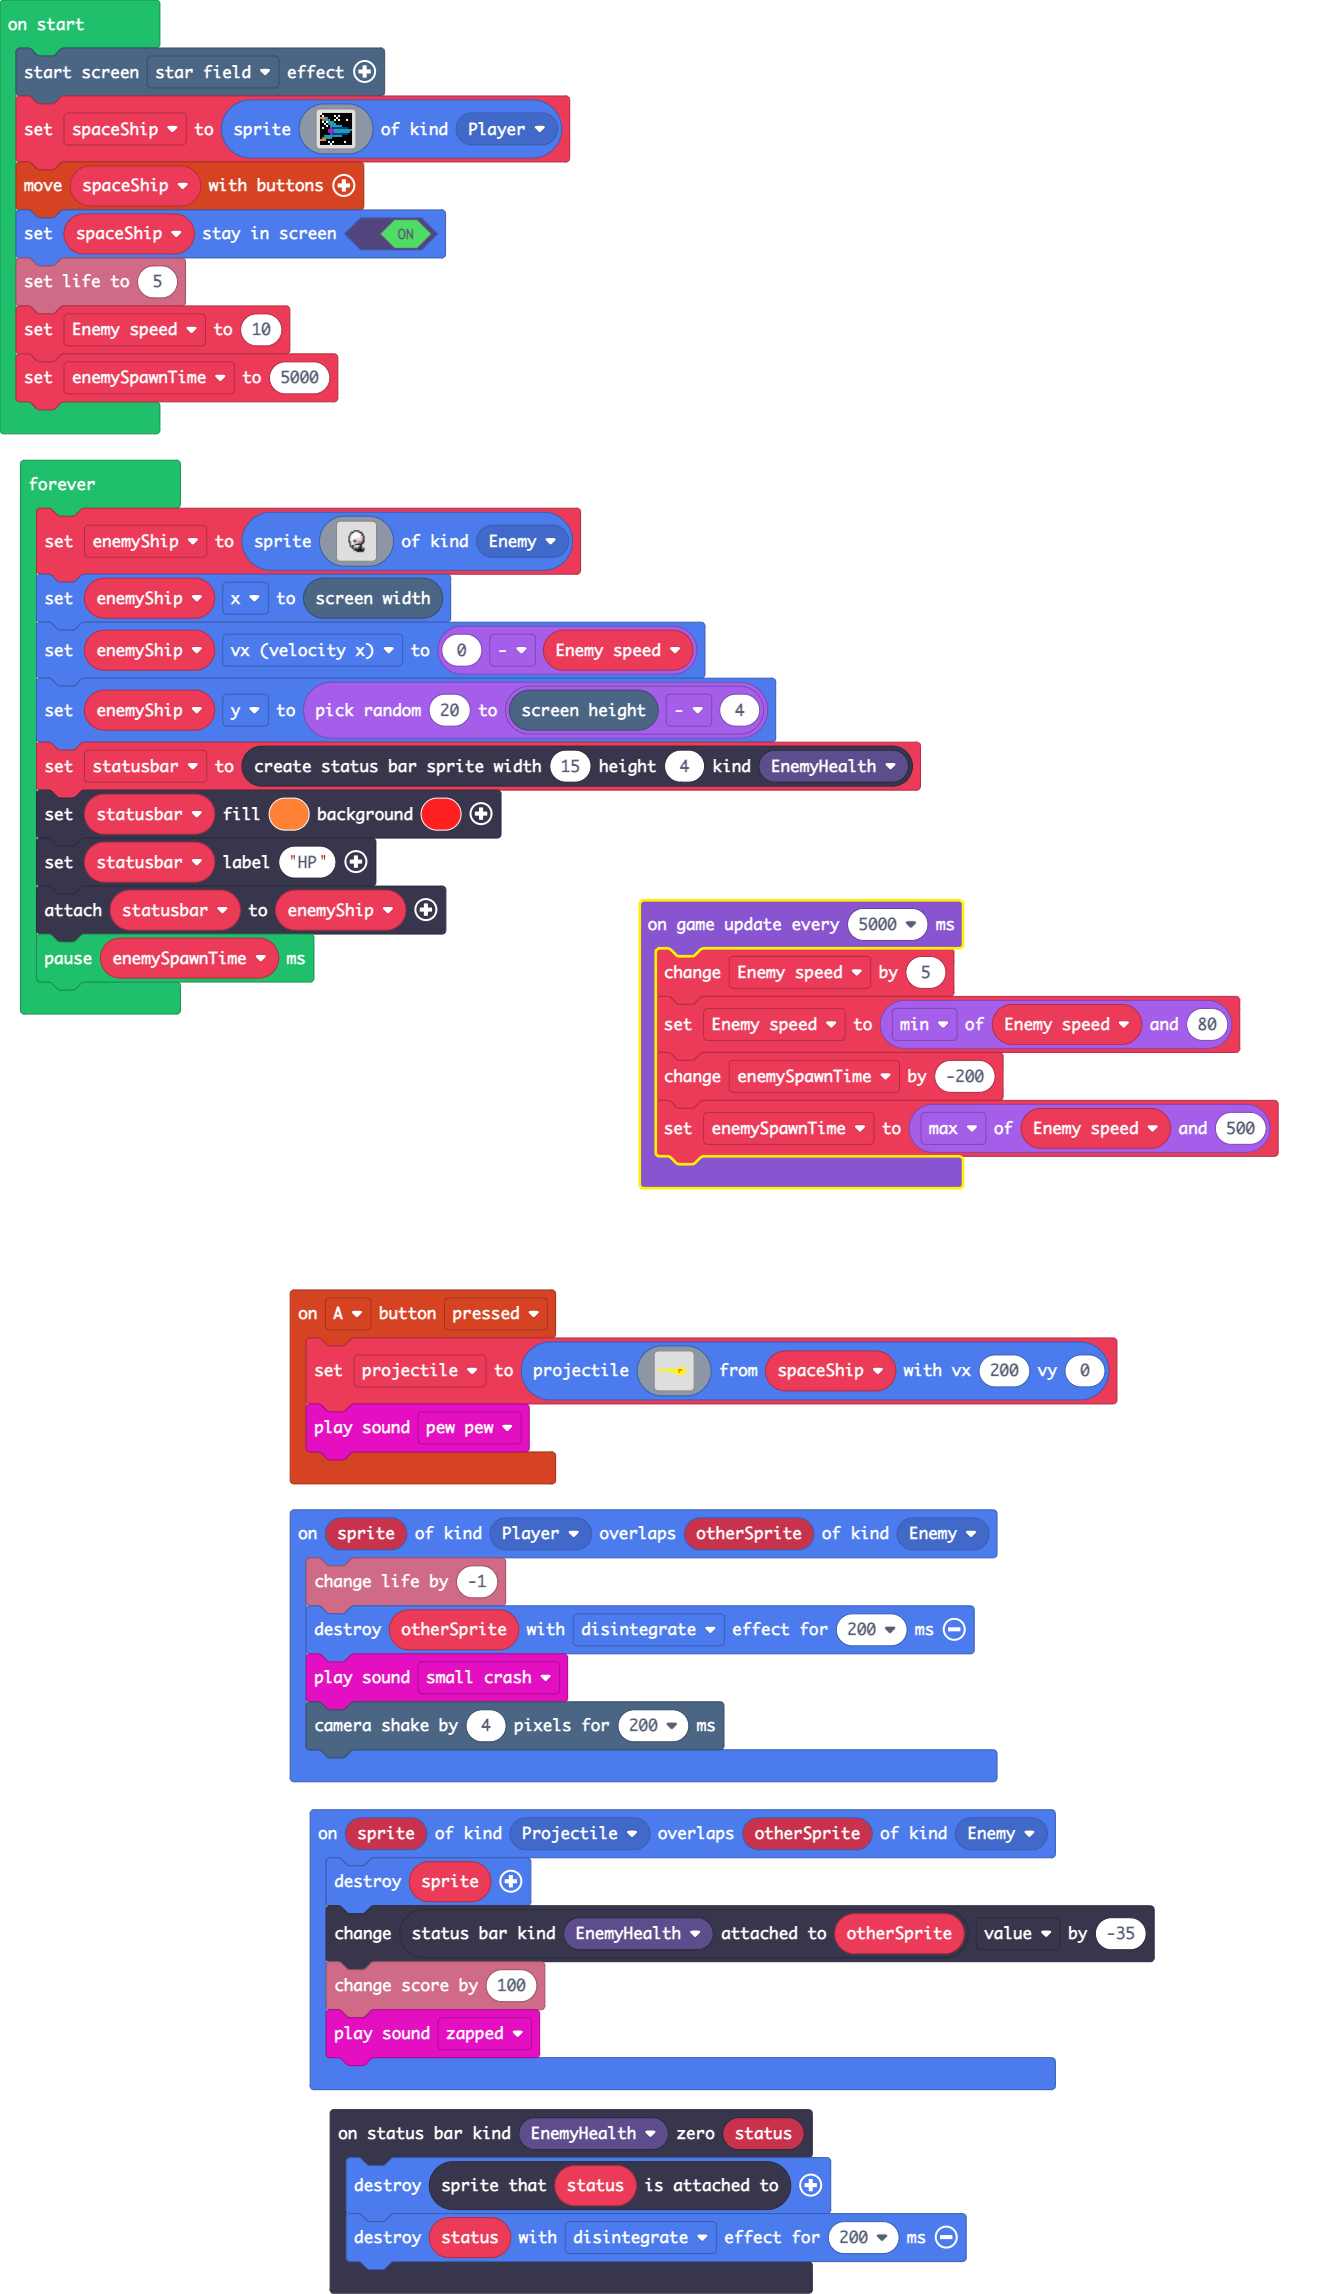 on start
start screen star field effect
set spaceShip to sprite of kind Player
move spaceShip with buttons
set spaceShip stay in screen ON
set life to 5
set Enemy speed to 10
set enemySpawnTime to 5000
forever
set enemyShip to sprite of kind Enemy
set enemyShip x to screen width
set enemyShip vx (velocity x) to 0 - Enemy speed
set enemyShip y to pick random 20 to screen height - 4
set statusbar to create status bar sprite width 15 height 4 kind EnemyHealth
set statusbar fill background
set statusbar label "HP"
attach statusbar to enemyShip
pause enemySpawnTime ms
on game update every 5000 ms
change Enemy speed by 5
set Enemy speed to min of Enemy speed and 80
change enemySpawnTime by -200
set enemySpawnTime to max of Enemy speed and 500
on A button pressed
set projectile to projectile from spaceShip with vx 200 vy 0
play sound pew pew
on sprite of kind Player overlaps otherSprite of kind Enemy
change life by -1
destroy otherSprite with disintegrate effect for 200 ms
play sound small crash
camera shake by 4 pixels for 200 ms
on sprite of kind Projectile overlaps otherSprite of kind Enemy
destroy sprite
change status bar kind EnemyHealth attached to otherSprite value by -35
change score by 100
play sound zapped
on status bar kind EnemyHealth zero status
destroy sprite that status is attached to
destroy status with disintegrate effect for 200 ms